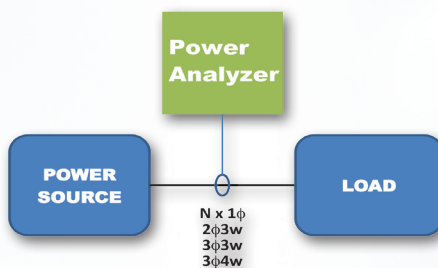 Power
Analyzer
POWER
SOURCE
LOAD
N x 1ϕ
2ϕ3w
3ϕ3w
3ϕ4w